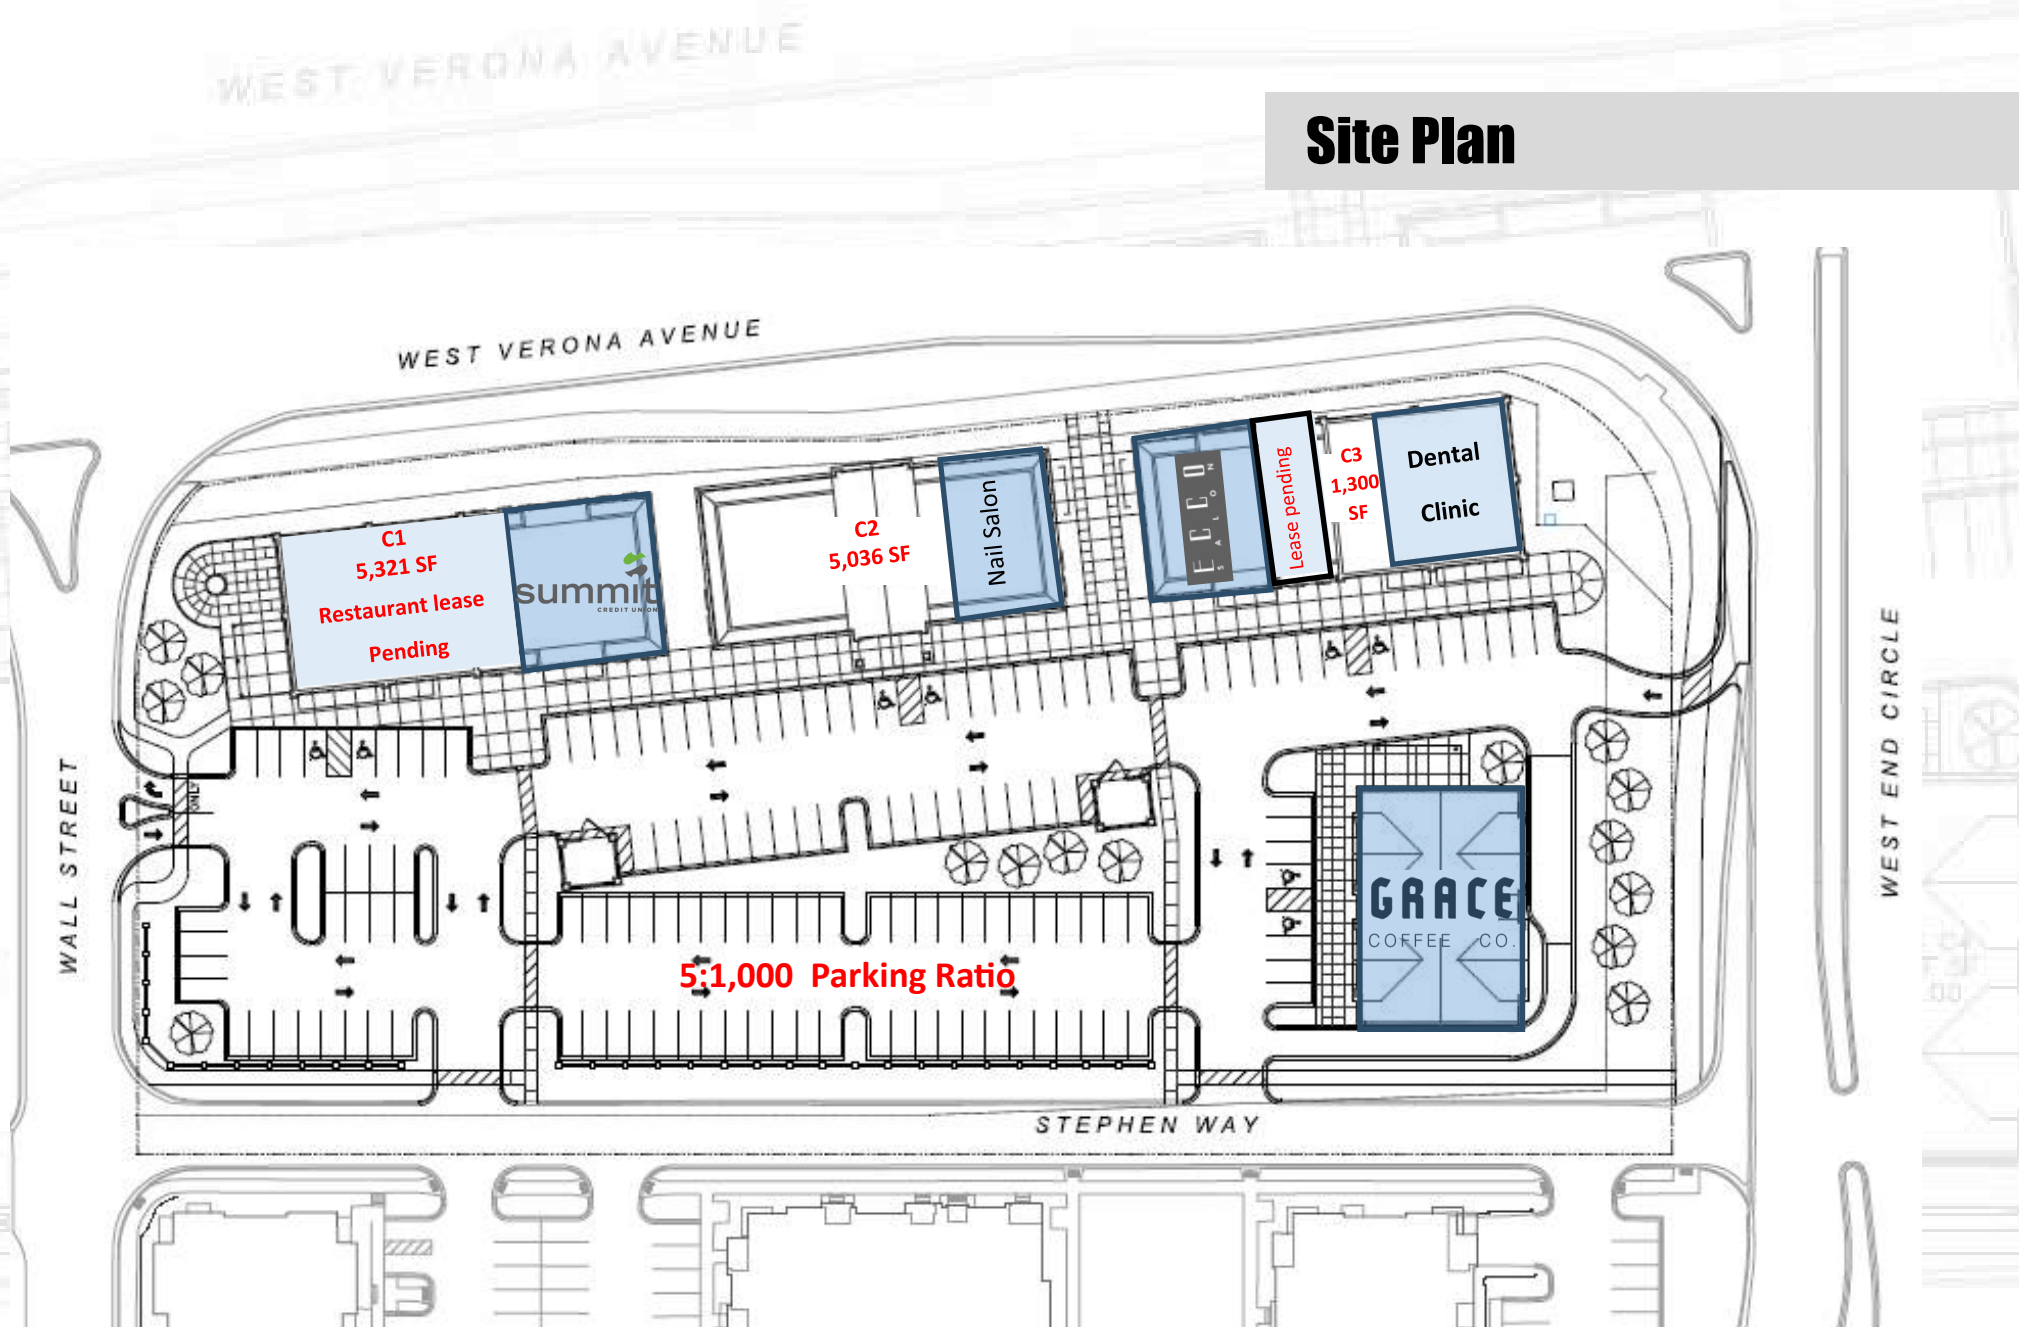 WEST VERONA AVENUE
Site Plan
WEST VERONA AVENUE
C1
5,321 SF
Restaurant lease
Pending
summit
CREDIT UNION
C2
5,036 SF
Nail Salon
SECCO
SALON
Lease pending
C3
1,300
SF
Dental
Clinic
WALL STREET
ONLY
WEST END CIRCLE
GRACE
COFFEE CO.
5:1,000 Parking Ratio
STEPHEN WAY